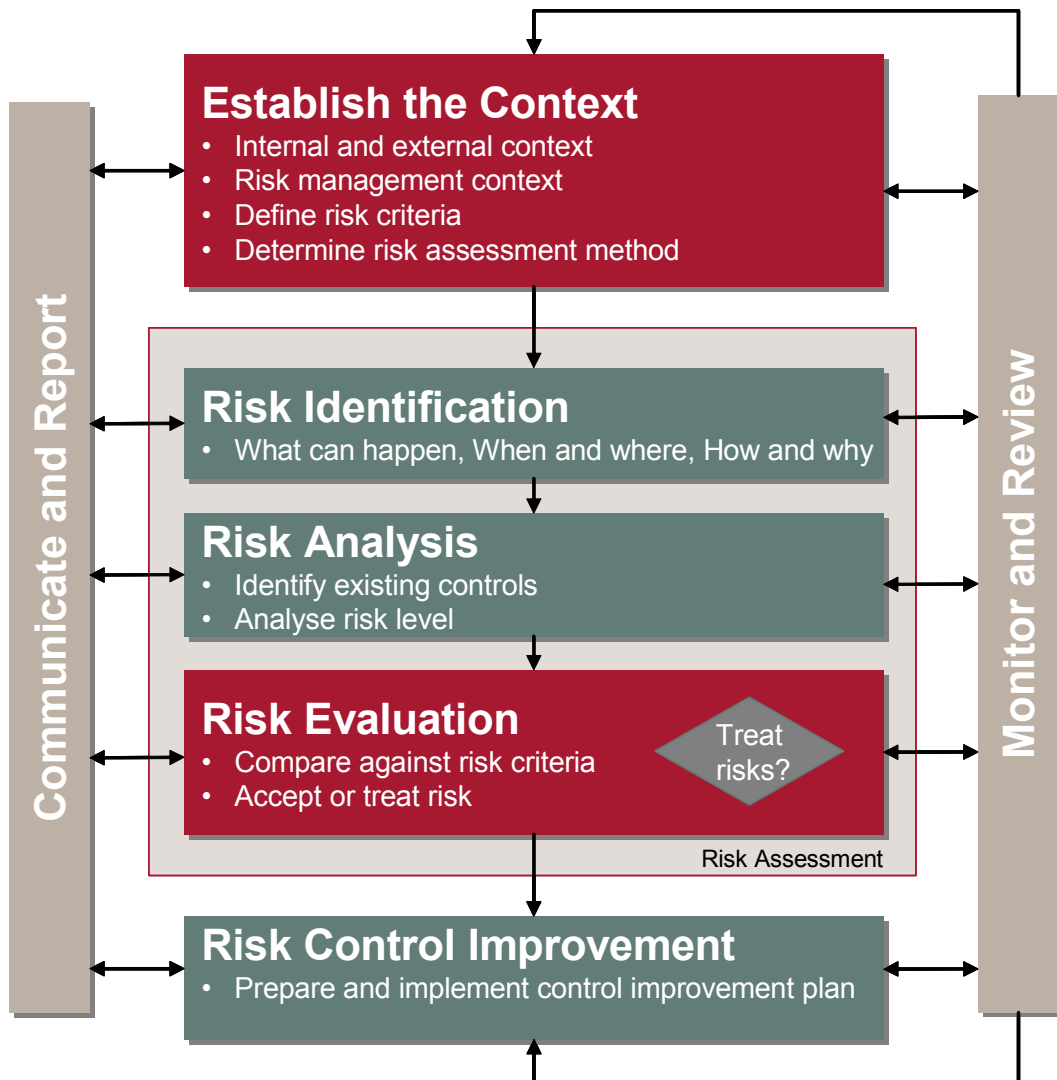 Establish the Context
• Internal and external context
• Risk management context
• Define risk criteria
• Determine risk assessment method
Communicate and Report
Monitor and Review
Risk Identification
• What can happen, When and where, How and why
Risk Analysis
• Identify existing controls
• Analyse risk level
Risk Evaluation
• Compare against risk criteria
• Accept or treat risk
Treat
risks?
Risk Assessment
Risk Control Improvement
• Prepare and implement control improvement plan